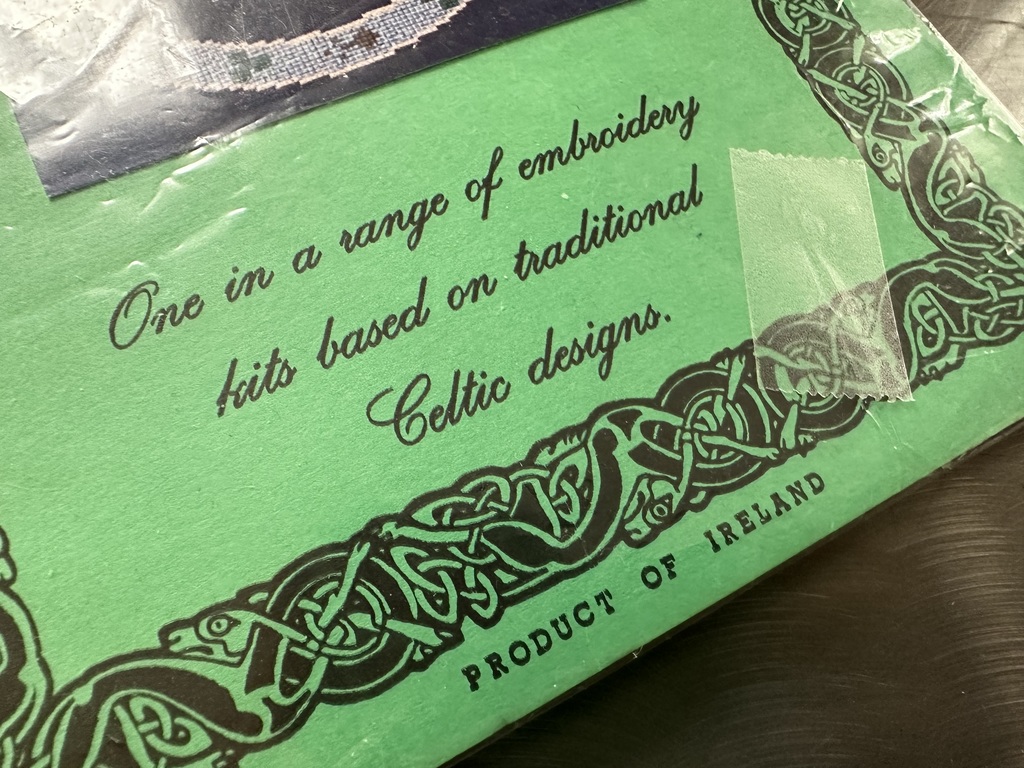 One in a range of embroidery
kits based on traditional
Celtic designs.
PRODUCT OF IRELAND